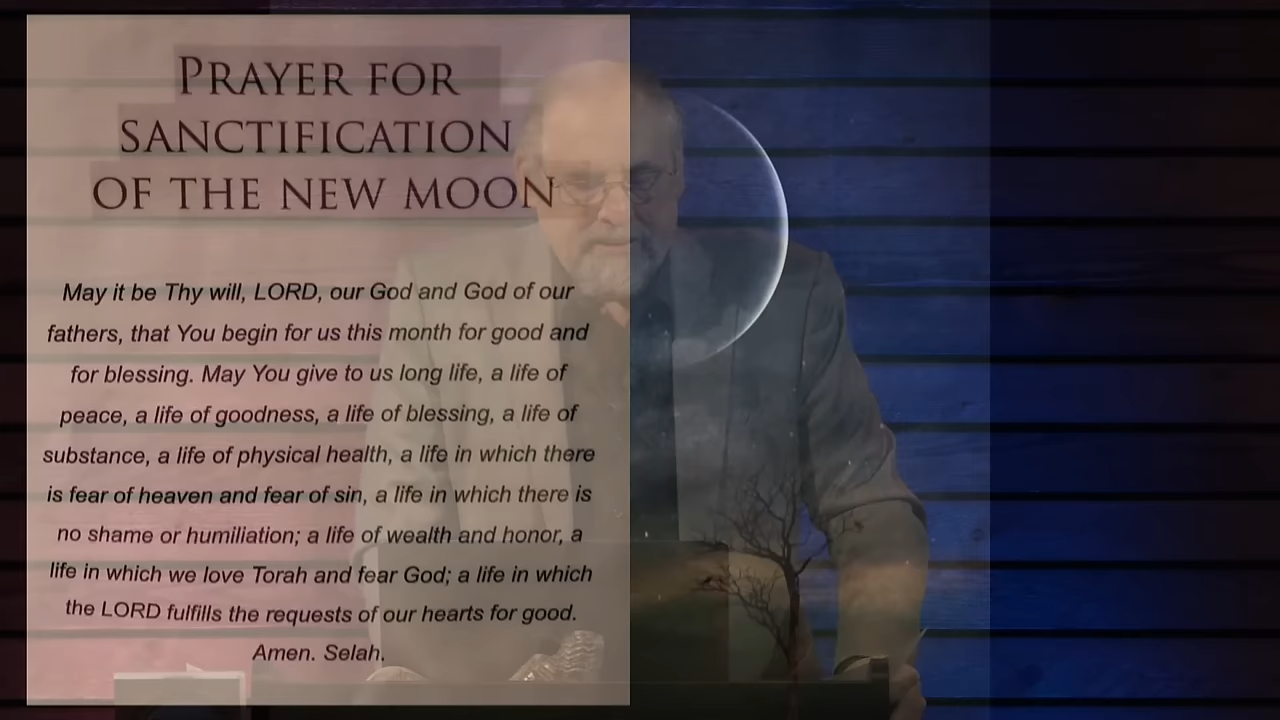 PRAYER FOR
SANCTIFICATION
OF THE NEW MOON
May it be Thy will, LORD, our God and God of our
fathers, that You begin for us this month for good and
for blessing. May You give to us long life, a life of
peace, a life of goodness, a life of blessing, a life of
substance, a life of physical health, a life in which there
is fear of heaven and fear of sin, a life in which there is
no shame or humiliation; a life of wealth and honor, a
life in which we love Torah and fear God; a life in which
the LORD fulfills the requests of our hearts for good.
Amen. Selah.